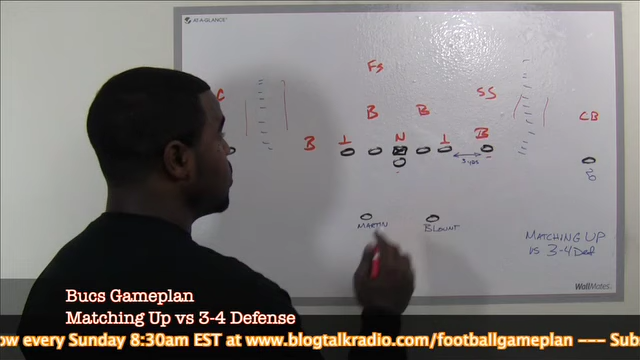 AT-A-GLANCE
FS
SS
C
B
B
CB
B
I
N
I
B
5 yds
MARTIN
BLOUNT
MATCHING UP
vs 3-4 Def
WallMates
Bucs Gameplan
Matching Up vs 3-4 Defense
ow every Sunday 8:30am EST at www.blogtalkradio.com/footballgameplan --- Sub